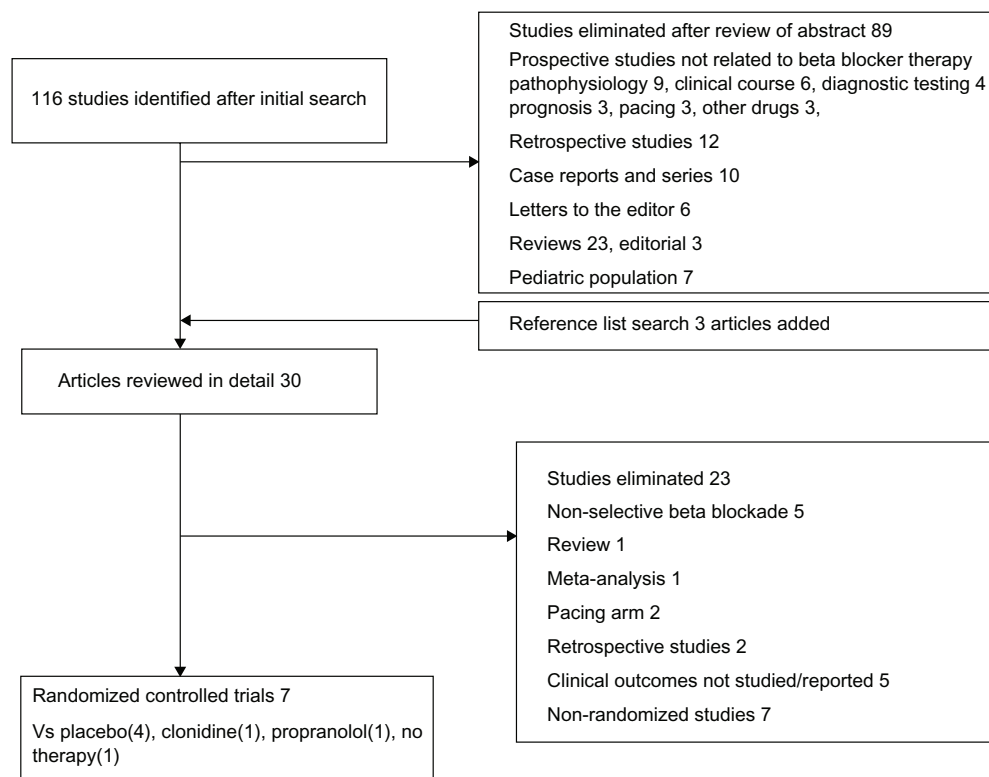 116 studies identified after initial search
Studies eliminated after review of abstract 89
Prospective studies not related to beta blocker therapy
pathophysiology 9, clinical course 6, diagnostic testing 4
prognosis 3, pacing 3, other drugs 3,
Retrospective studies 12
Case reports and series 10
Letters to the editor 6
Reviews 23, editorial 3
Pediatric population 7
Reference list search 3 articles added
Articles reviewed in detail 30
Studies eliminated 23
Non-selective beta blockade 5
Review 1
Meta-analysis 1
Pacing arm 2
Retrospective studies 2
Clinical outcomes not studied/reported 5
Non-randomized studies 7
Randomized controlled trials 7
Vs placebo(4), clonidine(1), propranolol(1), no
therapy(1)